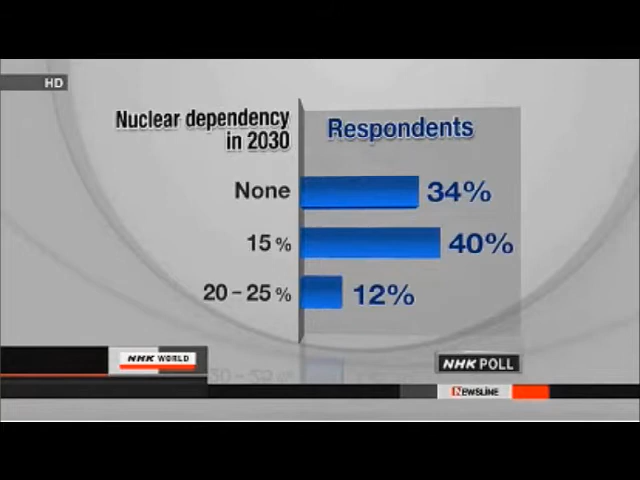 HD
Nuclear dependency
in 2030
Respondents
None 34%
15% 40%
20-25% 12%
NHK WORLD
NHK POLL
NEWSLINE